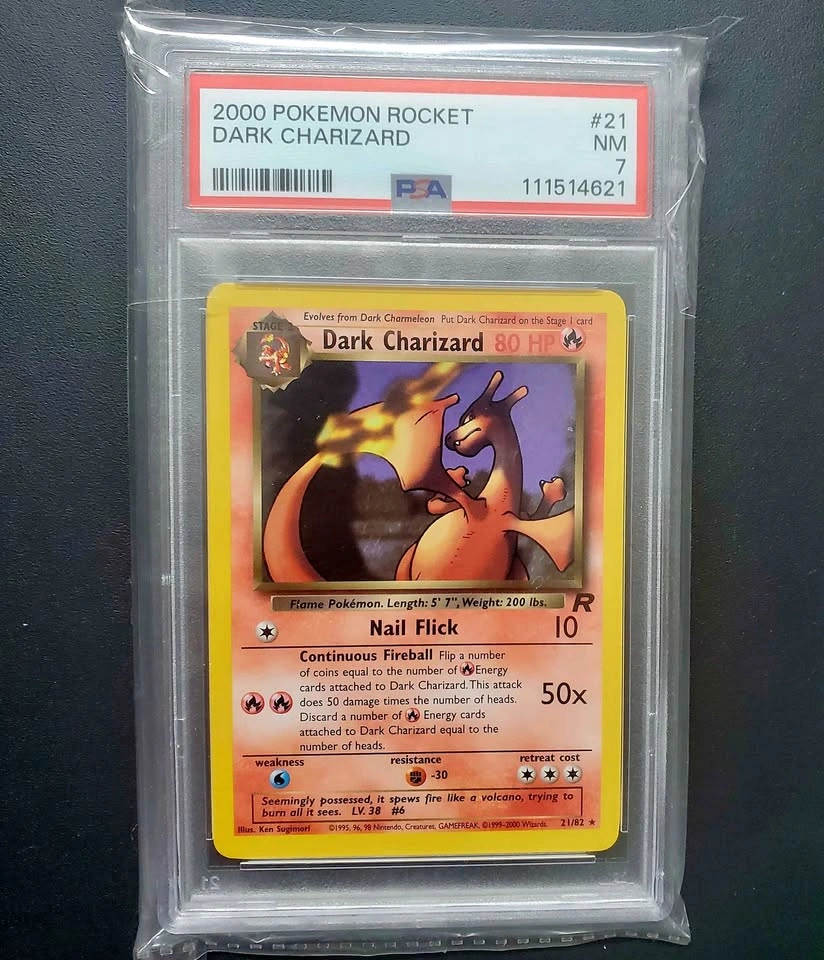 2000 POKEMON ROCKET #21
DARK CHARIZARD NM
7
PSA 111514621
Evolves from Dark Charmeleon Put Dark Charizard on the Stage 1 card
STAGE 2
Dark Charizard 80 HP
Flame Pokémon. Length: 5' 7", Weight: 200 lbs.
R
Nail Flick 10
Continuous Fireball Flip a number
of coins equal to the number of Energy
cards attached to Dark Charizard. This attack
does 50 damage times the number of heads.
50x
Discard a number of Energy cards
attached to Dark Charizard equal to the
number of heads.
weakness resistance retreat cost
-30
Seemingly possessed, it spews fire like a volcano, trying to
burn all it sees. LV. 38 #6
Illus. Ken Sugimori ©1995, 96, 98 Nintendo, Creatures, GAMEFREAK. ©1999-2000 Wizards. 21/82 ★
21